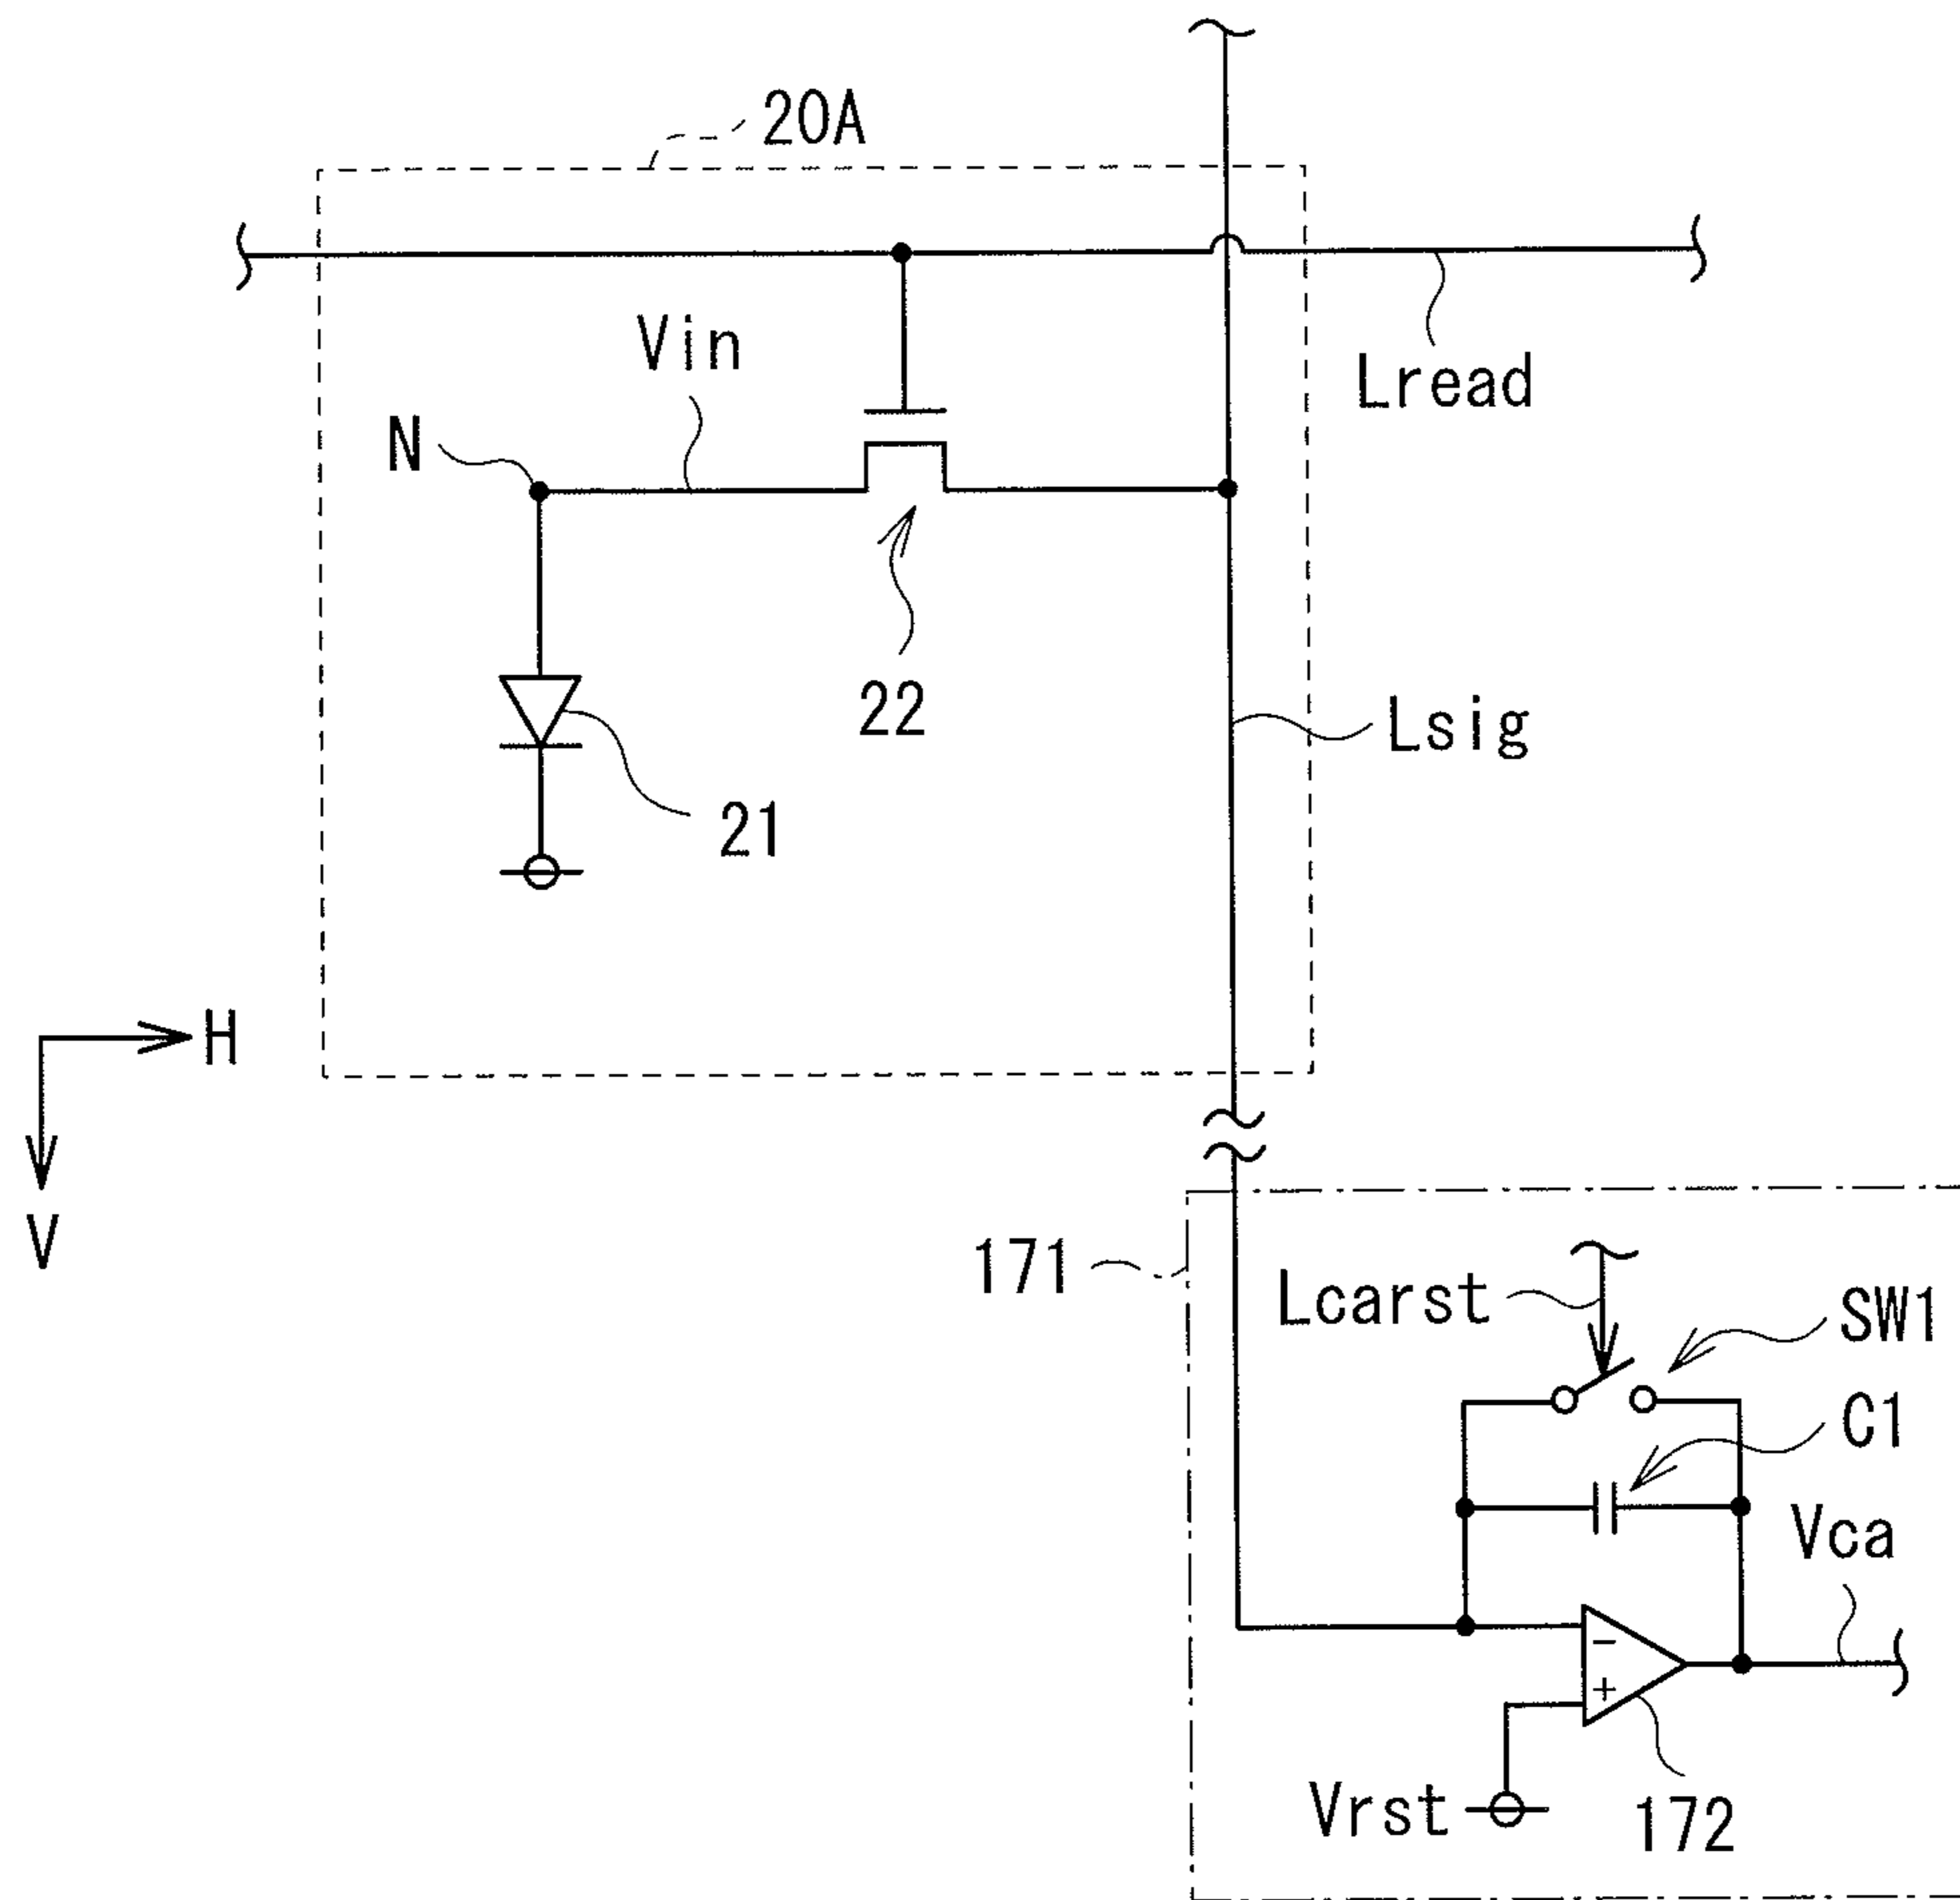 20A
Vin
N
Lread
22
Lsig
21
H
V
171
Lcarst
SW1
C1
Vca
−
+
Vrst
172